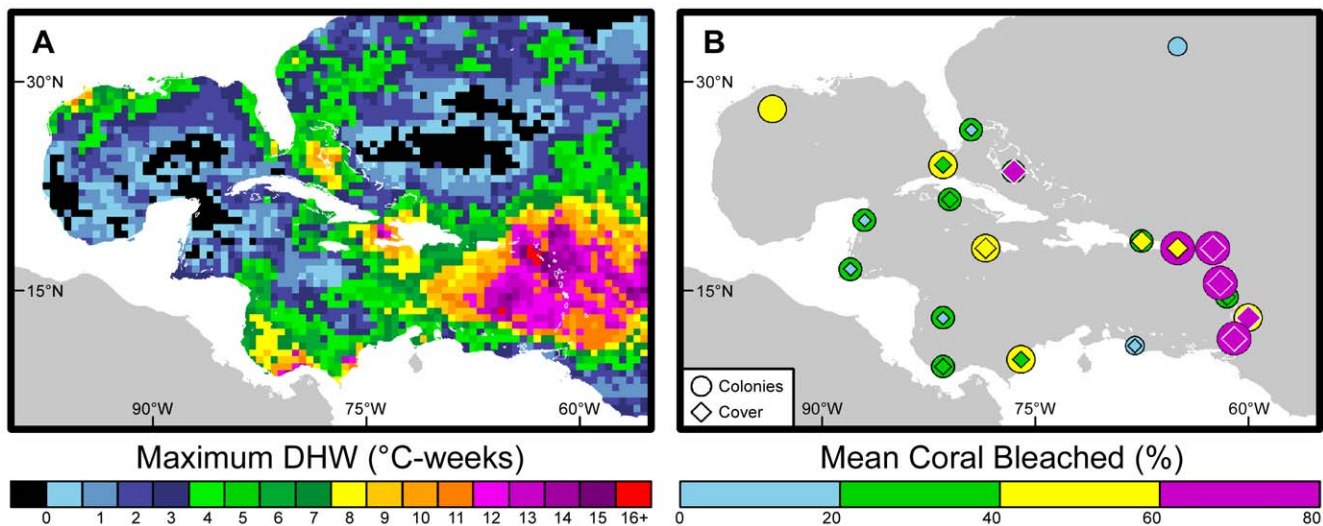 A
30°N
15°N
90°W 75°W 60°W
Maximum DHW (°C-weeks)
0 1 2 3 4 5 6 7 8 9 10 11 12 13 14 15 16+
B
30°N
15°N
Colonies
Cover
90°W 75°W 60°W
Mean Coral Bleached (%)
0 20 40 60 80